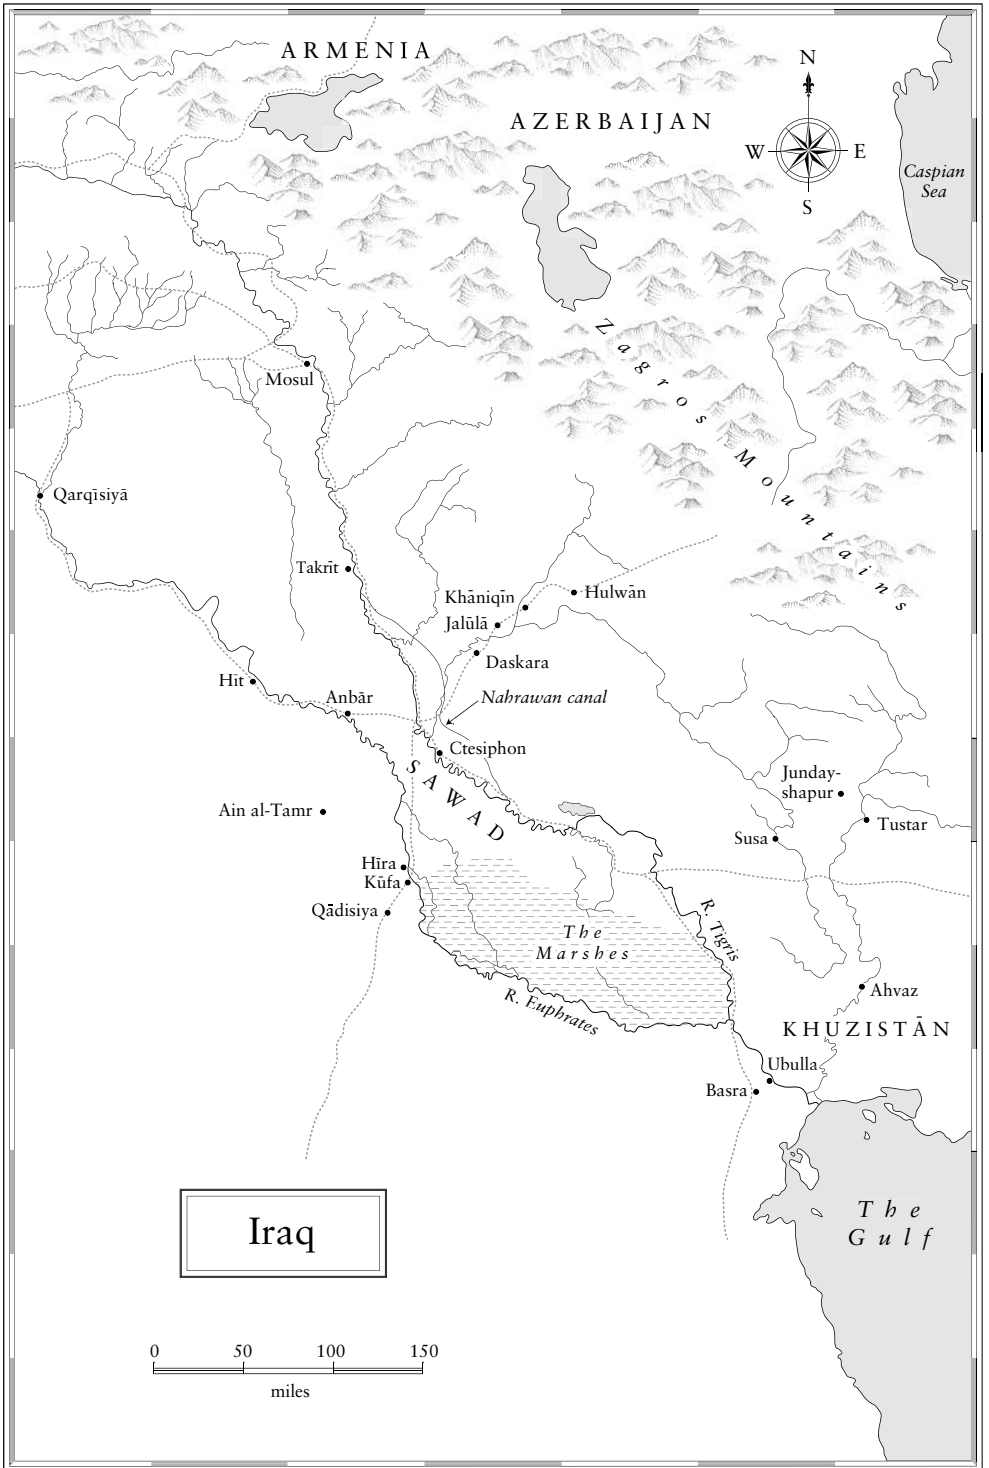 ARMENIA
N
AZERBAIJAN
W
E
S
Caspian
Sea
Zagros Mountains
Mosul
Qarqīsiyā
Takrīt
Khāniqīn
Hulwān
Jalūlā
Daskara
Hīt
Anbār
Nahrawan canal
Ctesiphon
SAWAD
Junday-
shapur
Ain al-Tamr
Tustar
Susa
Hīra
Kūfa
Qādisiya
R. Tigris
The
Marshes
R. Euphrates
Ahvaz
KHUZISTĀN
Ubulla
Basra
The
Gulf
Iraq
0 50 100 150
miles